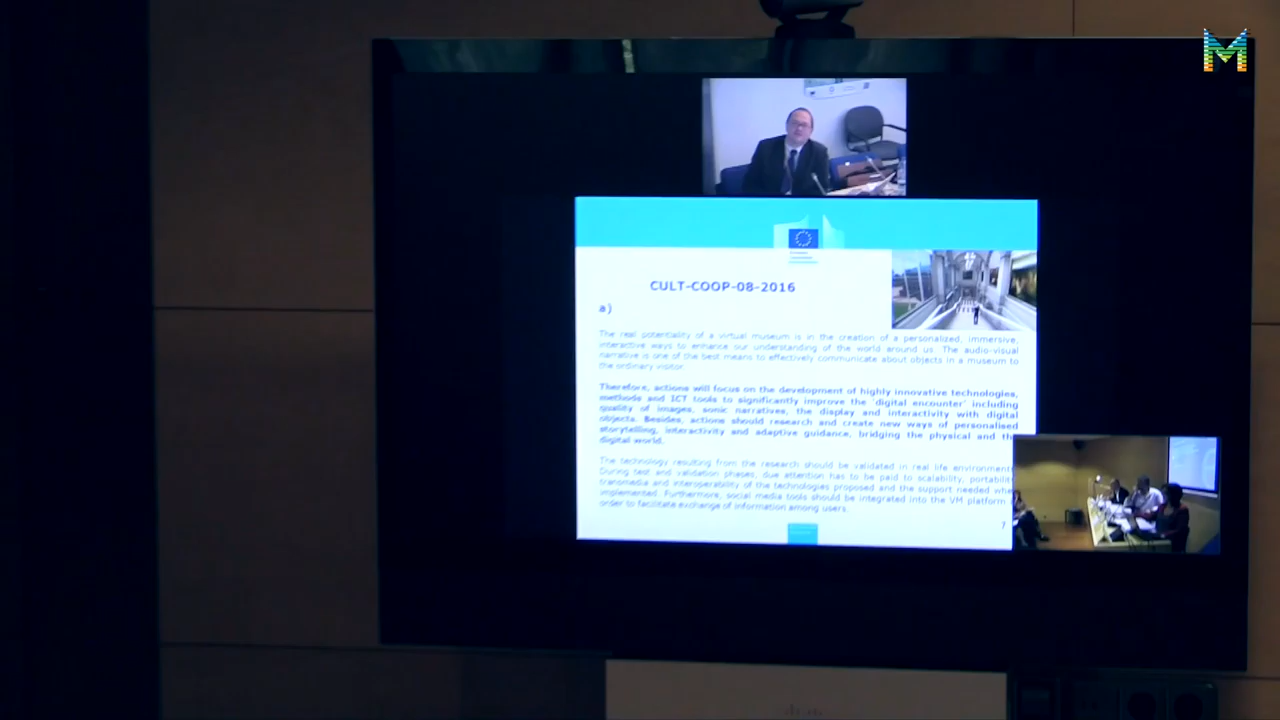 CULT-COOP-08-2016
a)
The real potentiality of a virtual museum is in the creation of a personalized, immersive,
interactive ways to enhance our understanding of the world around us. The audio-visual
narrative is one of the best means to effectively communicate about objects in a museum to
the ordinary visitor.
Therefore, actions will focus on the development of highly innovative technologies,
methods and ICT tools to significantly improve the 'digital encounter' including
quality of images, sonic narratives, the display and interactivity with digital
objects. Besides, actions should research and create new ways of personalised
storytelling, interactivity and adaptive guidance, bridging the physical and the
digital world.
The technology resulting from the research should be validated in real life environments
During test and validation phases, due attention has to be paid to scalability, portability
transmedia and interoperability of the technologies proposed and the support needed when
implemented. Furthermore, social media tools should be integrated into the VM platform
order to facilitate exchange of information among users.
7
M